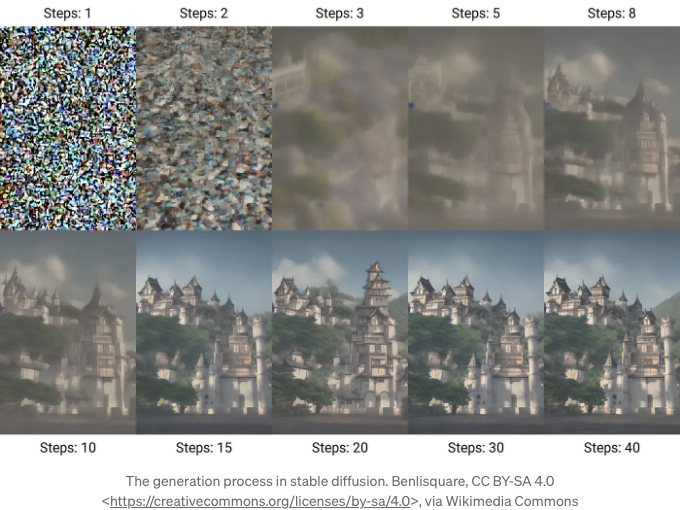 Steps: 1 Steps: 2 Steps: 3 Steps: 5 Steps: 8
Steps: 10 Steps: 15 Steps: 20 Steps: 30 Steps: 40
The generation process in stable diffusion. Benlisquare, CC BY-SA 4.0
<https://creativecommons.org/licenses/by-sa/4.0>, via Wikimedia Commons